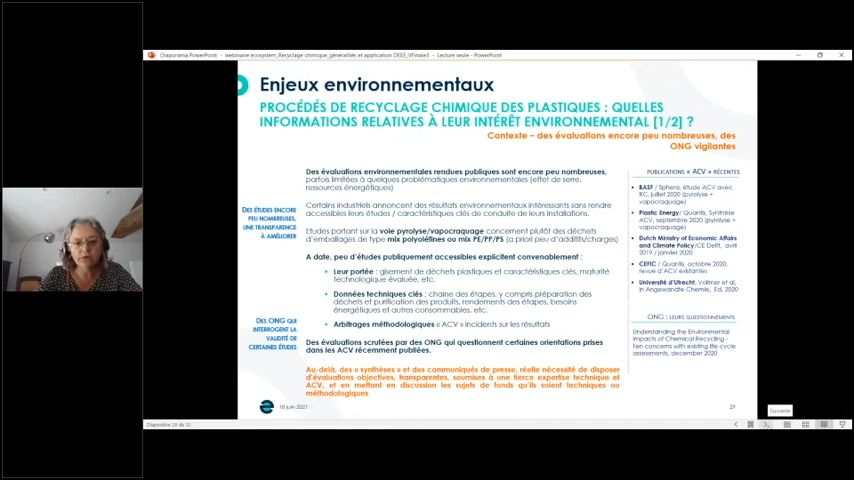 Diaporama PowerPoint - webinaire ecosystem_Recyclage chimique_généralités et application DEEE_VFinale3 - Lecture seule - PowerPoint
Enjeux environnementaux
PROCÉDÉS DE RECYCLAGE CHIMIQUE DES PLASTIQUES : QUELLES
INFORMATIONS RELATIVES À LEUR INTÉRÊT ENVIRONNEMENTAL [1/2] ?
Contexte – des évaluations encore peu nombreuses, des
ONG vigilantes
DES ÉTUDES ENCORE
PEU NOMBREUSES,
UNE TRANSPARENCE
À AMÉLIORER
DES ONG QUI
INTERROGENT LA
VALIDITÉ DE
CERTAINES ÉTUDES
Des évaluations environnementales rendues publiques sont encore peu nombreuses,
parfois limitées à quelques problématiques environnementales (effet de serre,
ressources énergétiques)
Certains industriels annoncent des résultats environnementaux intéressants sans rendre
accessibles leurs études / caractéristiques clés de conduite de leurs installations.
Etudes portant sur la voie pyrolyse/vapocraquage concernent plutôt des déchets
d'emballages de type mix polyoléfines ou mix PE/PP/PS (a priori peu d'additifs/charges)
A date, peu d'études publiquement accessibles explicitent convenablement :
• Leur portée : gisement de déchets plastiques et caractéristiques clés, maturité
technologique évaluée, etc.
• Données techniques clés : chaine des étapes, y compris préparation des
déchets et purification des produits, rendements des étapes, besoins
énergétiques et autres consommables, etc.
• Arbitrages méthodologiques « ACV » incidents sur les résultats
Des évaluations scrutées par des ONG qui questionnent certaines orientations prises
dans les ACV récemment publiées.
Au-delà, des « synthèses » et des communiqués de presse, réelle nécessité de disposer
d'évaluations objectives, transparentes, soumises à une tierce expertise technique et
ACV, et en mettant en discussion les sujets de fonds qu'ils soient techniques ou
méthodologiques
PUBLICATIONS « ACV » RÉCENTES
• BASF / Sphera, étude ACV avec
RC, juillet 2020 (pyrolyse +
vapocraquage)
• Plastic Energy/ Quantis, Synthèse
ACV, septembre 2020 (pyrolyse +
vapocraquage)
• Dutch Ministry of Economic Affairs
and Climate Policy/CE Delft, avril
2019 / janvier 2020
• CEFIC / Quantis, octobre 2020,
revue d'ACV existantes
• Université d'Utrecht, Vollmer et al,
in Angewandte Chemie, Ed, 2020
ONG : LEURS QUESTIONNEMENTS
Understanding the Environmental
Impacts of Chemical Recycling -
Ten concerns with existing life cycle
assessments, december 2020
18 juin 2021
29
Suivante